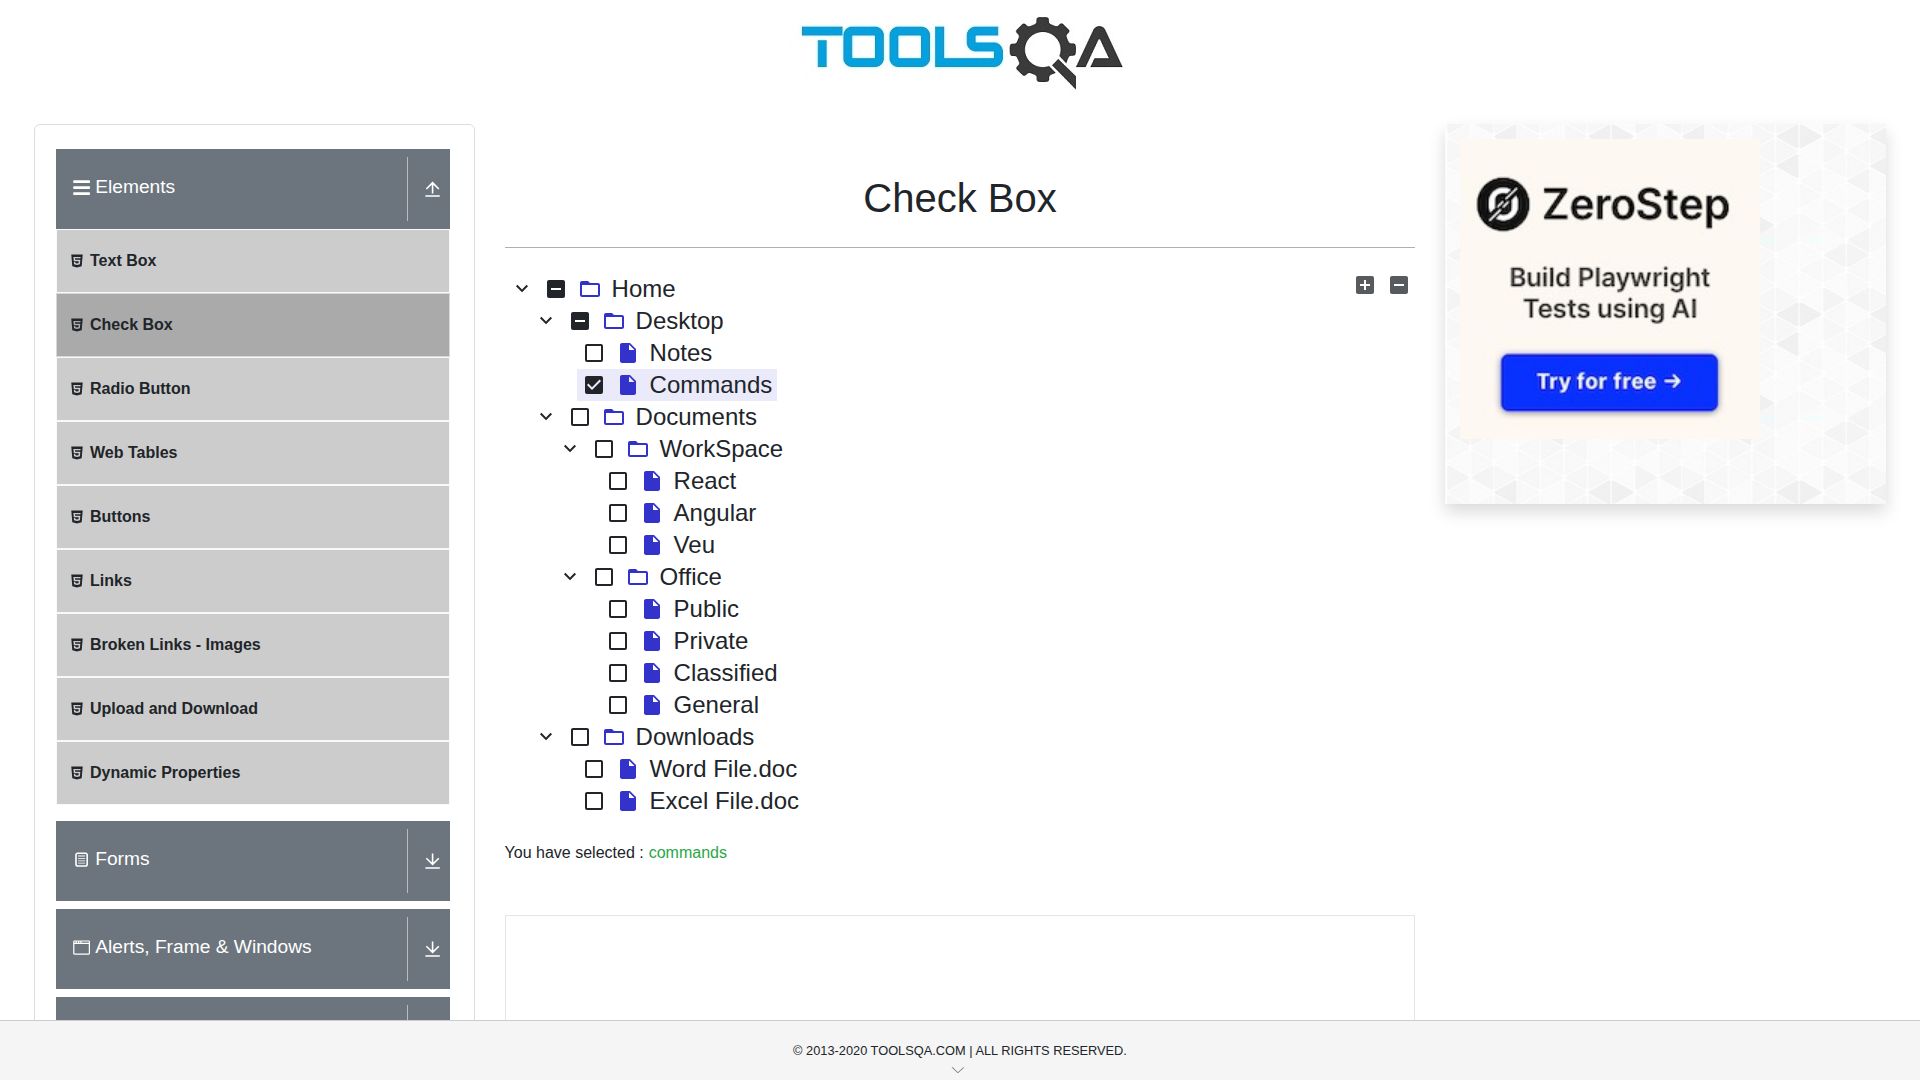 TOOLSQA
Elements
Text Box
Check Box
Radio Button
Web Tables
Buttons
Links
Broken Links - Images
Upload and Download
Dynamic Properties
Forms
Alerts, Frame & Windows
Check Box
Home
Desktop
Notes
Commands
Documents
WorkSpace
React
Angular
Veu
Office
Public
Private
Classified
General
Downloads
Word File.doc
Excel File.doc
You have selected : commands
ZeroStep
Build Playwright
Tests using AI
Try for free →
© 2013-2020 TOOLSQA.COM | ALL RIGHTS RESERVED.